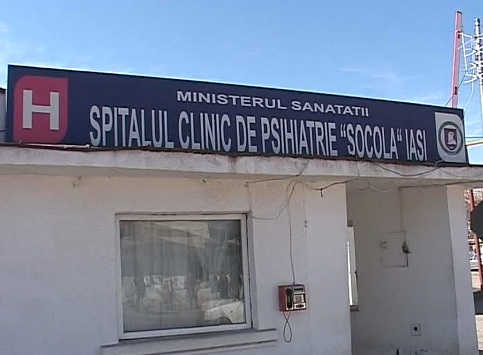 H
MINISTERUL SANATATII
SPITALUL CLINIC DE PSIHIATRIE "SOCOLA" IASI